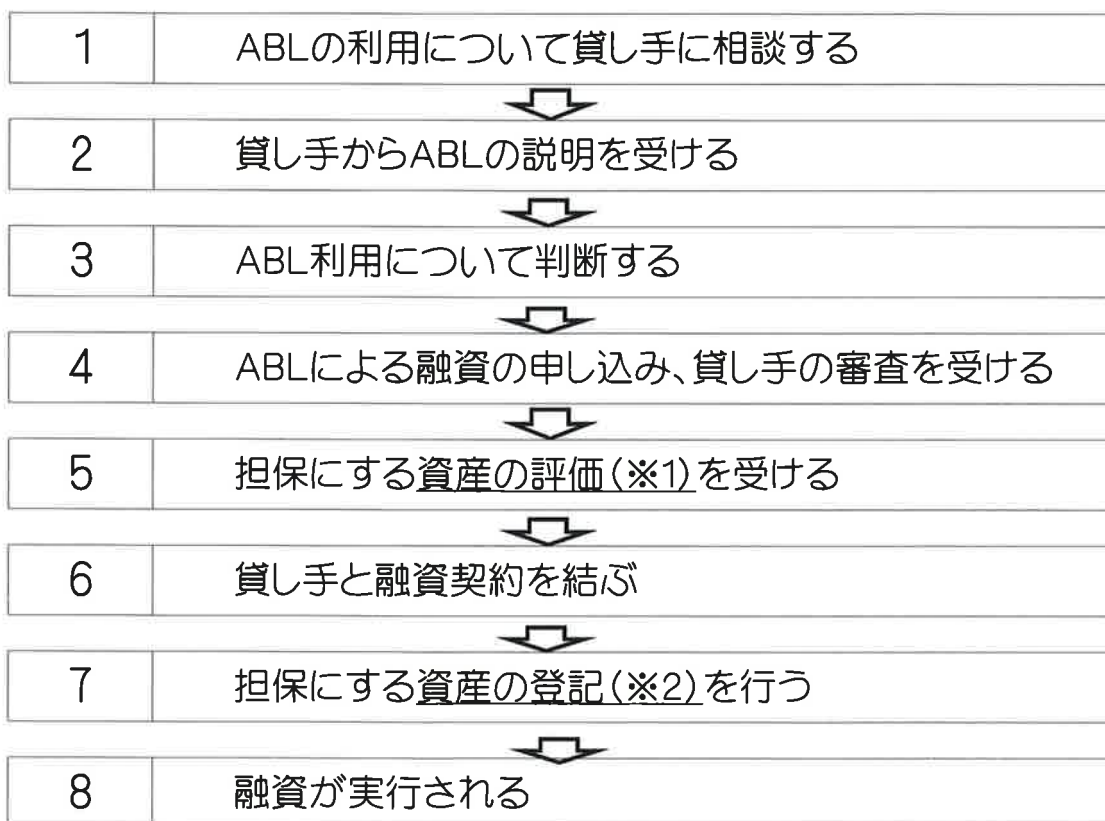 1 ABLの利用について貸し手に相談する
2 貸し手からABLの説明を受ける
3 ABL利用について判断する
4 ABLによる融資の申し込み、貸し手の審査を受ける
5 担保にする資産の評価(※1)を受ける
6 貸し手と融資契約を結ぶ
7 担保にする資産の登記(※2)を行う
8 融資が実行される